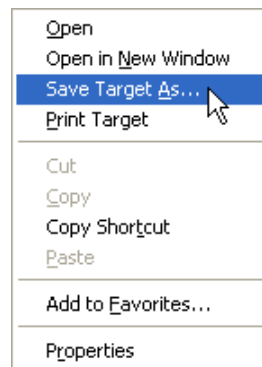 Open
Open in New Window
Save Target As...
Print Target
Cut
Copy
Copy Shortcut
Paste
Add to Favorites...
Properties